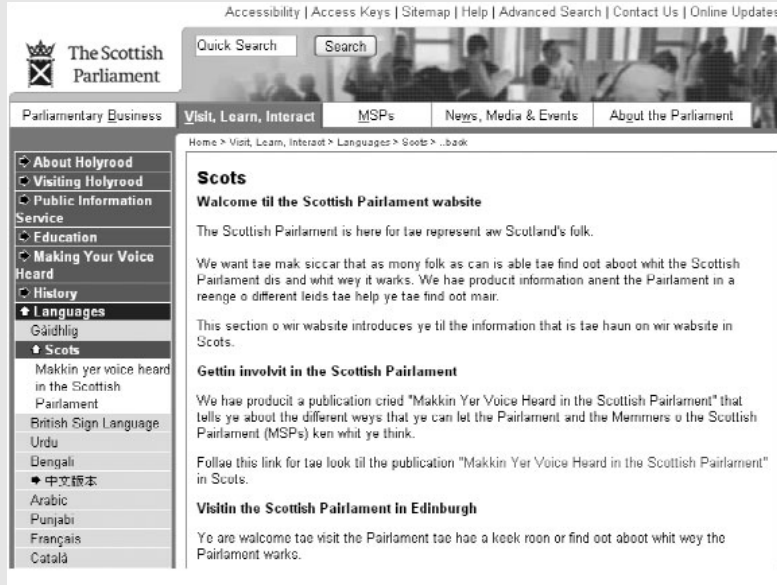 Accessibility | Access Keys | Sitemap | Help | Advanced Search | Contact Us | Online Updates
The Scottish
Parliament
Quick Search
Search
Parliamentary Business
Visit, Learn, Interact
MSPs
News, Media & Events
About the Parliament
Home > Visit, Learn, Interact > Languages > Scots > ..back
About Holyrood
Visiting Holyrood
Public Information
Service
Education
Making Your Voice
Heard
History
Languages
Gàidhlig
Scots
Makkin yer voice heard
in the Scottish
Pairlament
British Sign Language
Urdu
Bengali
中文版本
Arabic
Punjabi
Français
Català
Scots
Walcome til the Scottish Pairlament wabsite
The Scottish Pairlament is here for tae represent aw Scotland's folk.
We want tae mak siccar that as mony folk as can is able tae find oot aboot whit the Scottish
Pairlament dis and whit wey it warks. We hae producit information anent the Pairlament in a
reenge o different leids tae help ye tae find oot mair.
This section o wir wabsite introduces ye til the information that is tae haun on wir wabsite in
Scots.
Gettin involvit in the Scottish Pairlament
We hae producit a publication cried "Makkin Yer Voice Heard in the Scottish Pairlament" that
tells ye aboot the different weys that ye can let the Pairlament and the Memmers o the Scottish
Pairlament (MSPs) ken whit ye think.
Follae this link for tae look til the publication "Makkin Yer Voice Heard in the Scottish Pairlament"
in Scots.
Visitin the Scottish Pairlament in Edinburgh
Ye are walcome tae visit the Pairlament tae hae a keek roon or find oot aboot whit wey the
Pairlament warks.